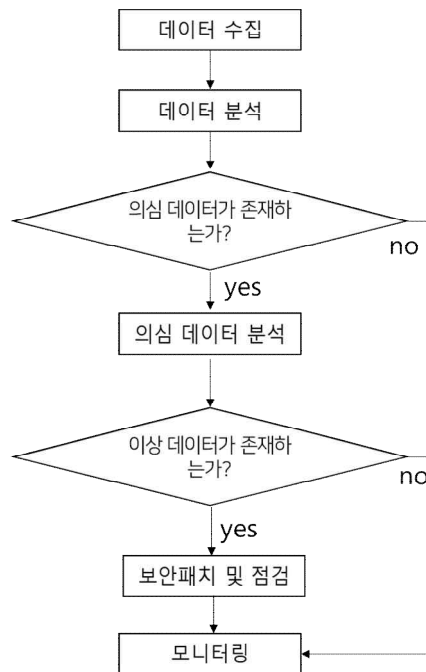 데이터 수집
데이터 분석
의심 데이터가 존재하
는가?
no
yes
의심 데이터 분석
이상 데이터가 존재하
는가?
no
yes
보안패치 및 점검
모니터링